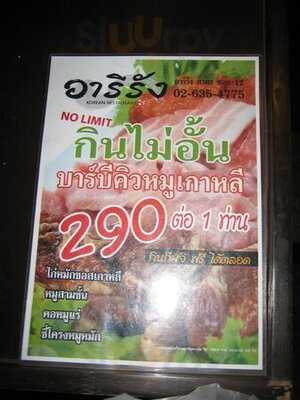 อารีรัง
KOREAN RESTAURANT
02-635-4775
NO LIMIT
กินไม่อั้น
บาร์บีคิวหมูเกาหลี
290 ต่อ 1 ท่าน
ไก่หมักซอสเกาหลี
หมูสามชั้น
คอหมูแร่
ซี่โครงหมูหมัก